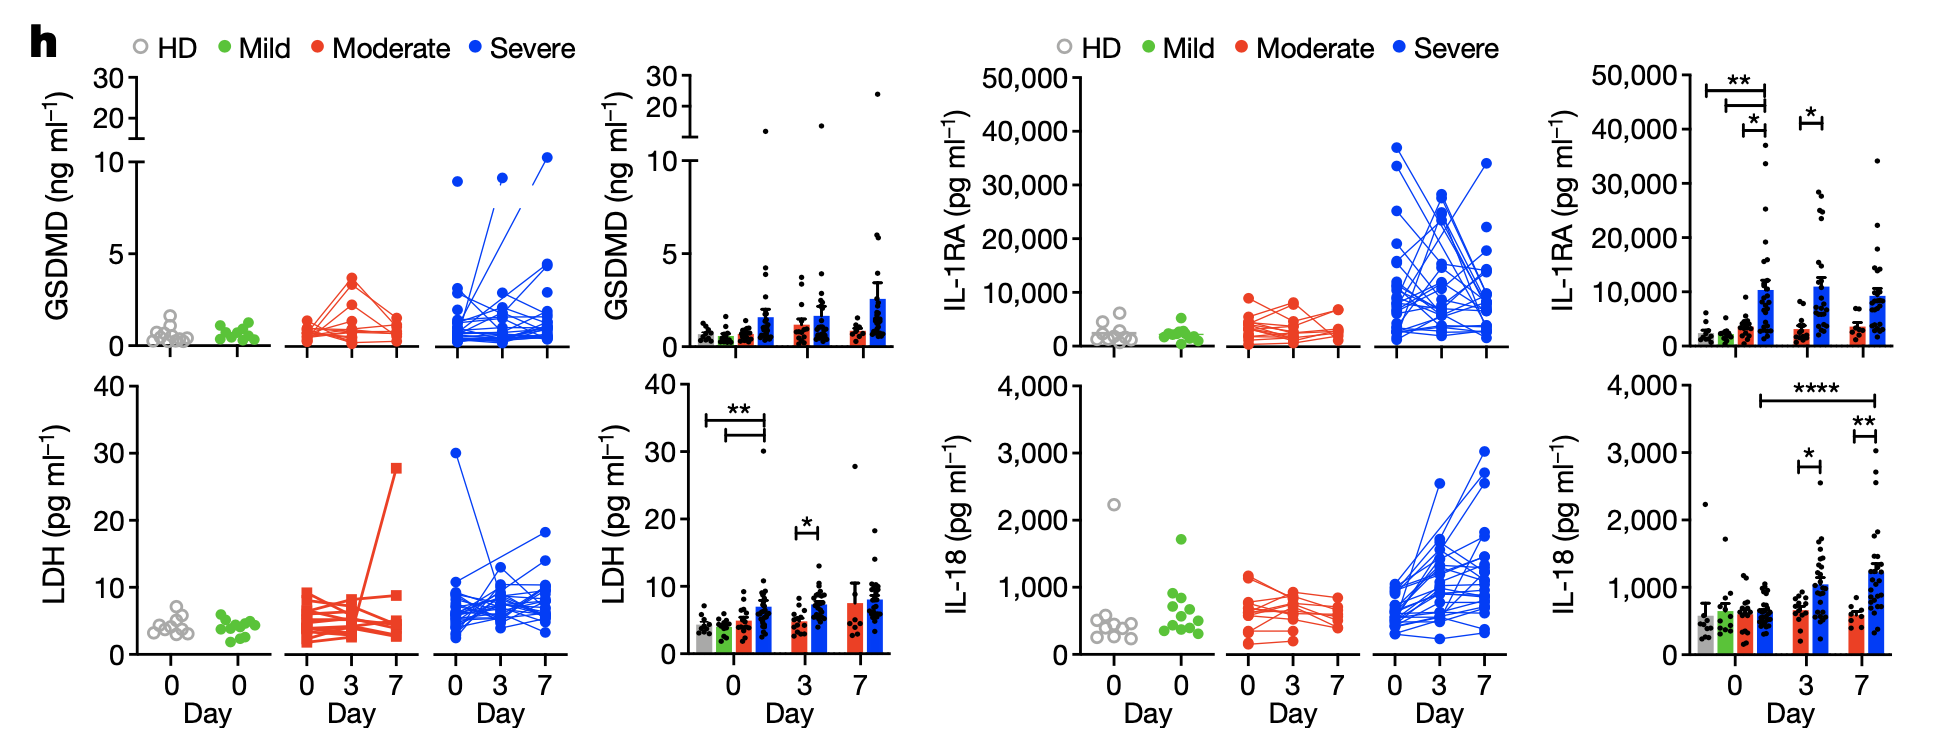 h
HD Mild Moderate Severe
HD Mild Moderate Severe
GSDMD (ng ml⁻¹)
30
20
10
5
0
GSDMD (ng ml⁻¹)
30
20
10
5
0
IL-1RA (pg ml⁻¹)
50,000
40,000
30,000
20,000
10,000
0
IL-1RA (pg ml⁻¹)
50,000
40,000
30,000
20,000
10,000
0
**
*
*
LDH (pg ml⁻¹)
40
30
20
10
0
0 0
Day
0 3 7
Day
0 3 7
Day
LDH (pg ml⁻¹)
40
30
20
10
0
**
*
0 3 7
Day
IL-18 (pg ml⁻¹)
4,000
3,000
2,000
1,000
0
0 0
Day
0 3 7
Day
0 3 7
Day
IL-18 (pg ml⁻¹)
4,000
3,000
2,000
1,000
0
****
**
*
0 3 7
Day